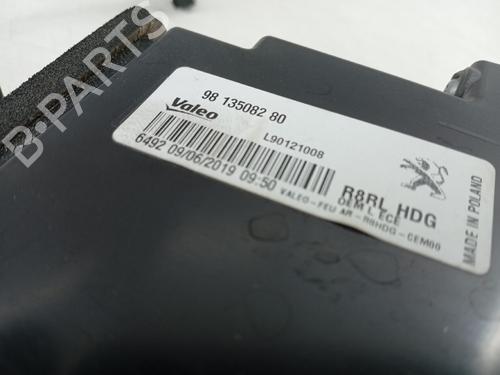 98 135082 80
Valeo
L90121008
6492 09/06/2019 09:50
R8RL HDG
OEM L ECE
VALEO-FEU AR-R8HDG-CEM00
MADE IN POLAND
B-PARTS